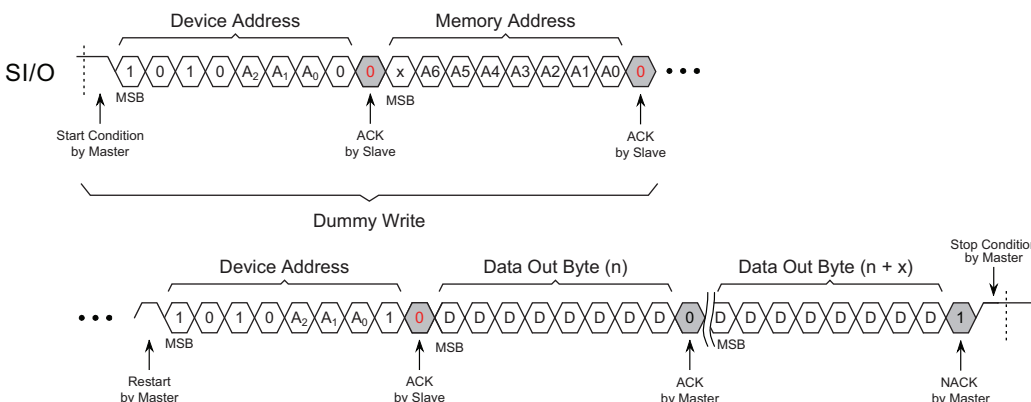 Device Address Memory Address
SI/O 1 0 1 0 A2 A1 A0 0 0 x A6 A5 A4 A3 A2 A1 A0 0 •••
MSB MSB
Start Condition by Master
ACK by Slave
ACK by Slave
Dummy Write
Device Address Data Out Byte (n) Data Out Byte (n + x)
Stop Condition by Master
••• 1 0 1 0 A2 A1 A0 1 0 D D D D D D D D 0 D D D D D D D D 1
MSB MSB MSB
Restart by Master
ACK by Slave
ACK by Master
NACK by Master